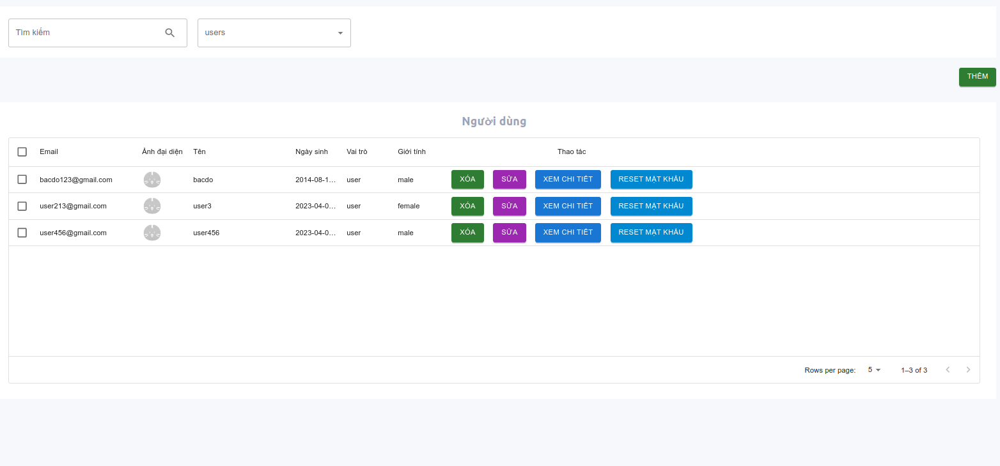 Tìm kiếm
users
THÊM
Người dùng
Email Ảnh đại diện Tên Ngày sinh Vai trò Giới tính Thao tác
bacdo123@gmail.com bacdo 2014-08-1... user male XÓA SỬA XEM CHI TIẾT RESET MẬT KHẨU
user213@gmail.com user3 2023-04-0... user female XÓA SỬA XEM CHI TIẾT RESET MẬT KHẨU
user456@gmail.com user456 2023-04-0... user male XÓA SỬA XEM CHI TIẾT RESET MẬT KHẨU
Rows per page: 5 1–3 of 3